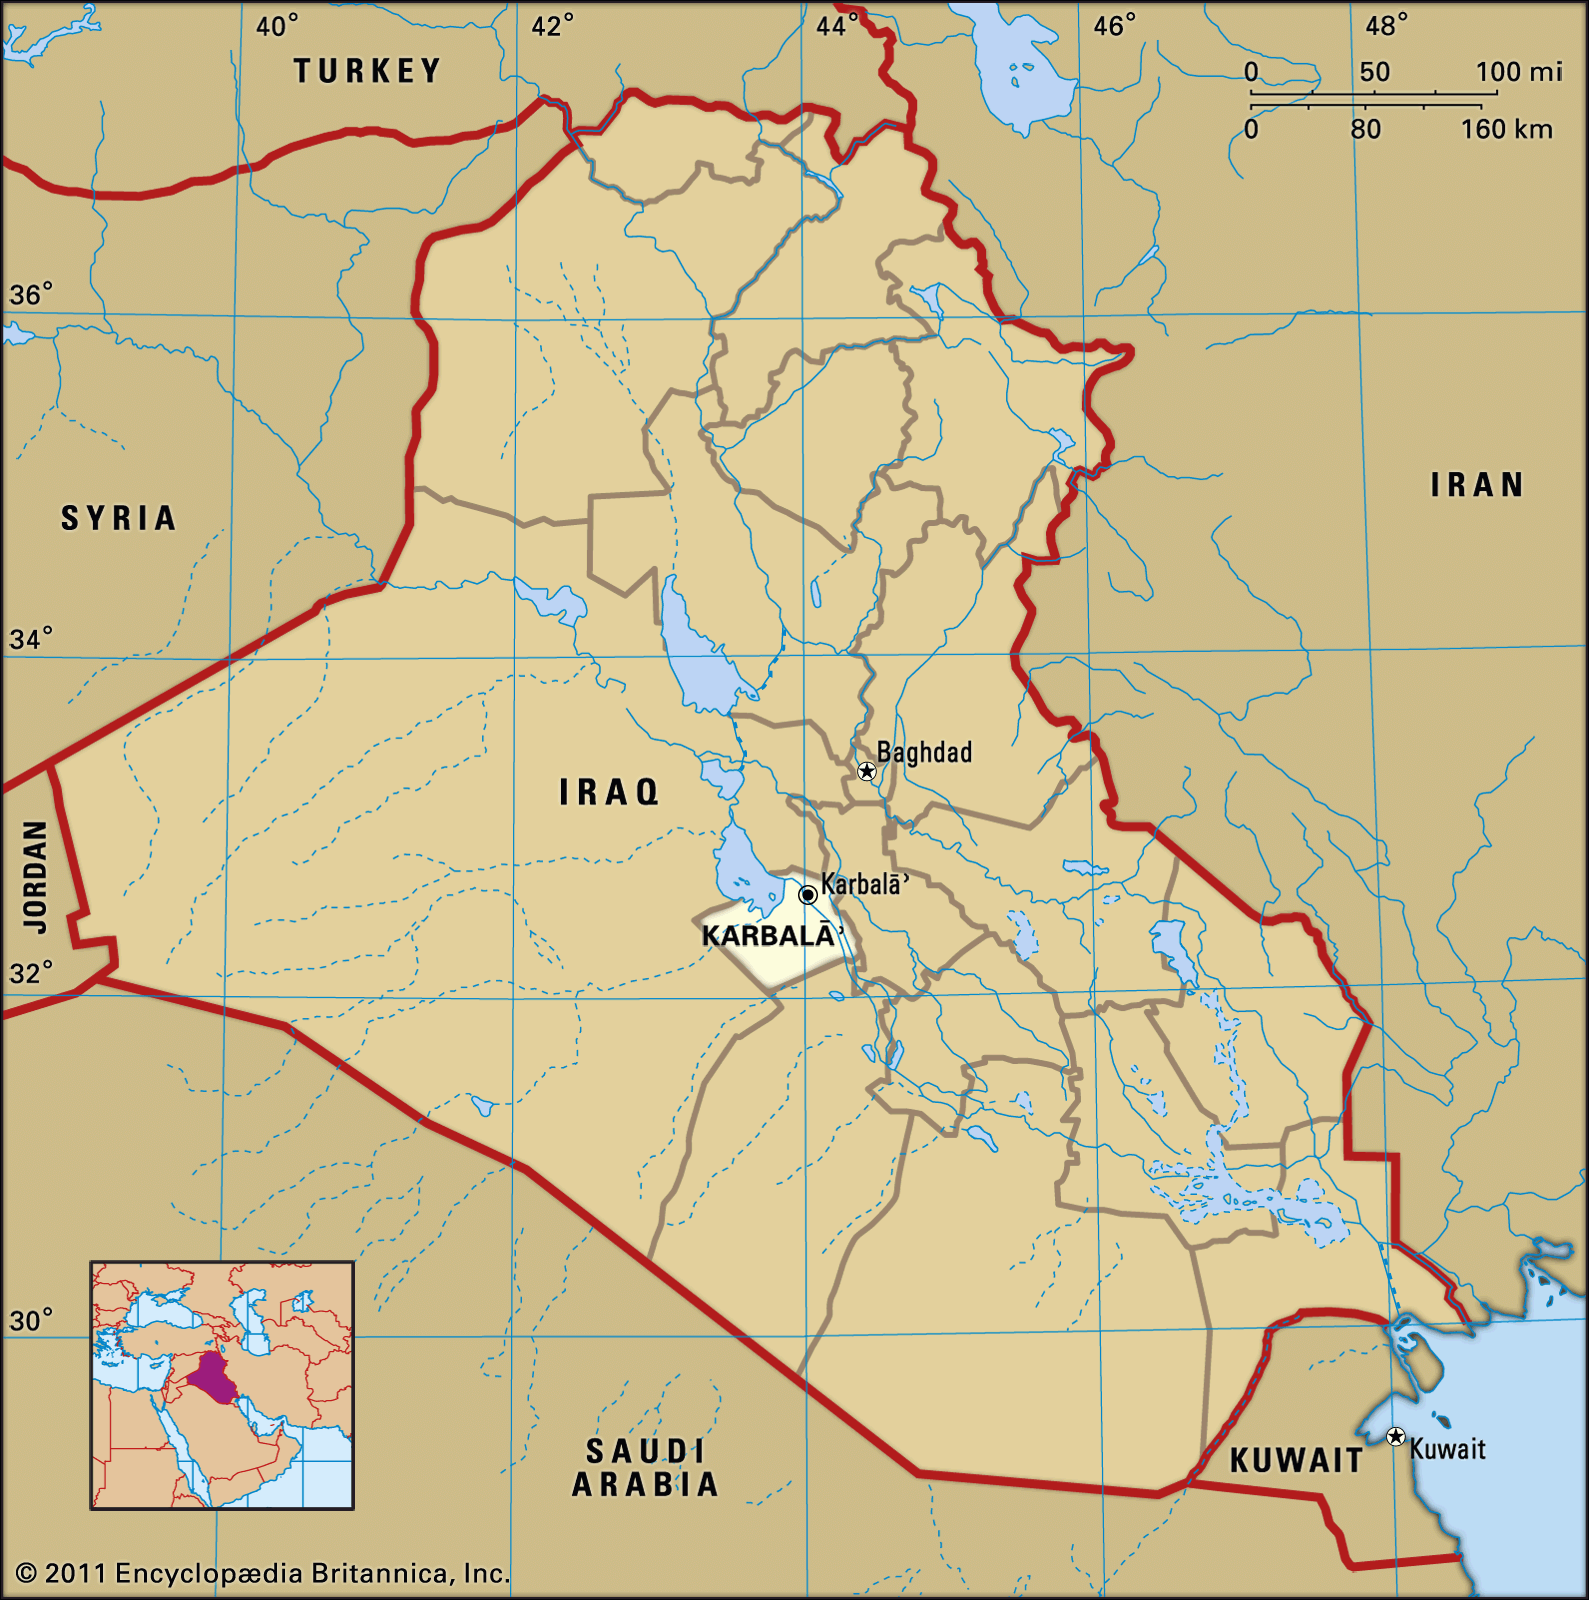 40°
42°
44°
46°
48°
TURKEY
0 50 100 mi
0 80 160 km
36°
IRAN
SYRIA
34°
Baghdad
IRAQ
JORDAN
Karbalāʾ
KARBALĀʾ
32°
30°
SAUDI
ARABIA
KUWAIT
Kuwait
© 2011 Encyclopædia Britannica, Inc.